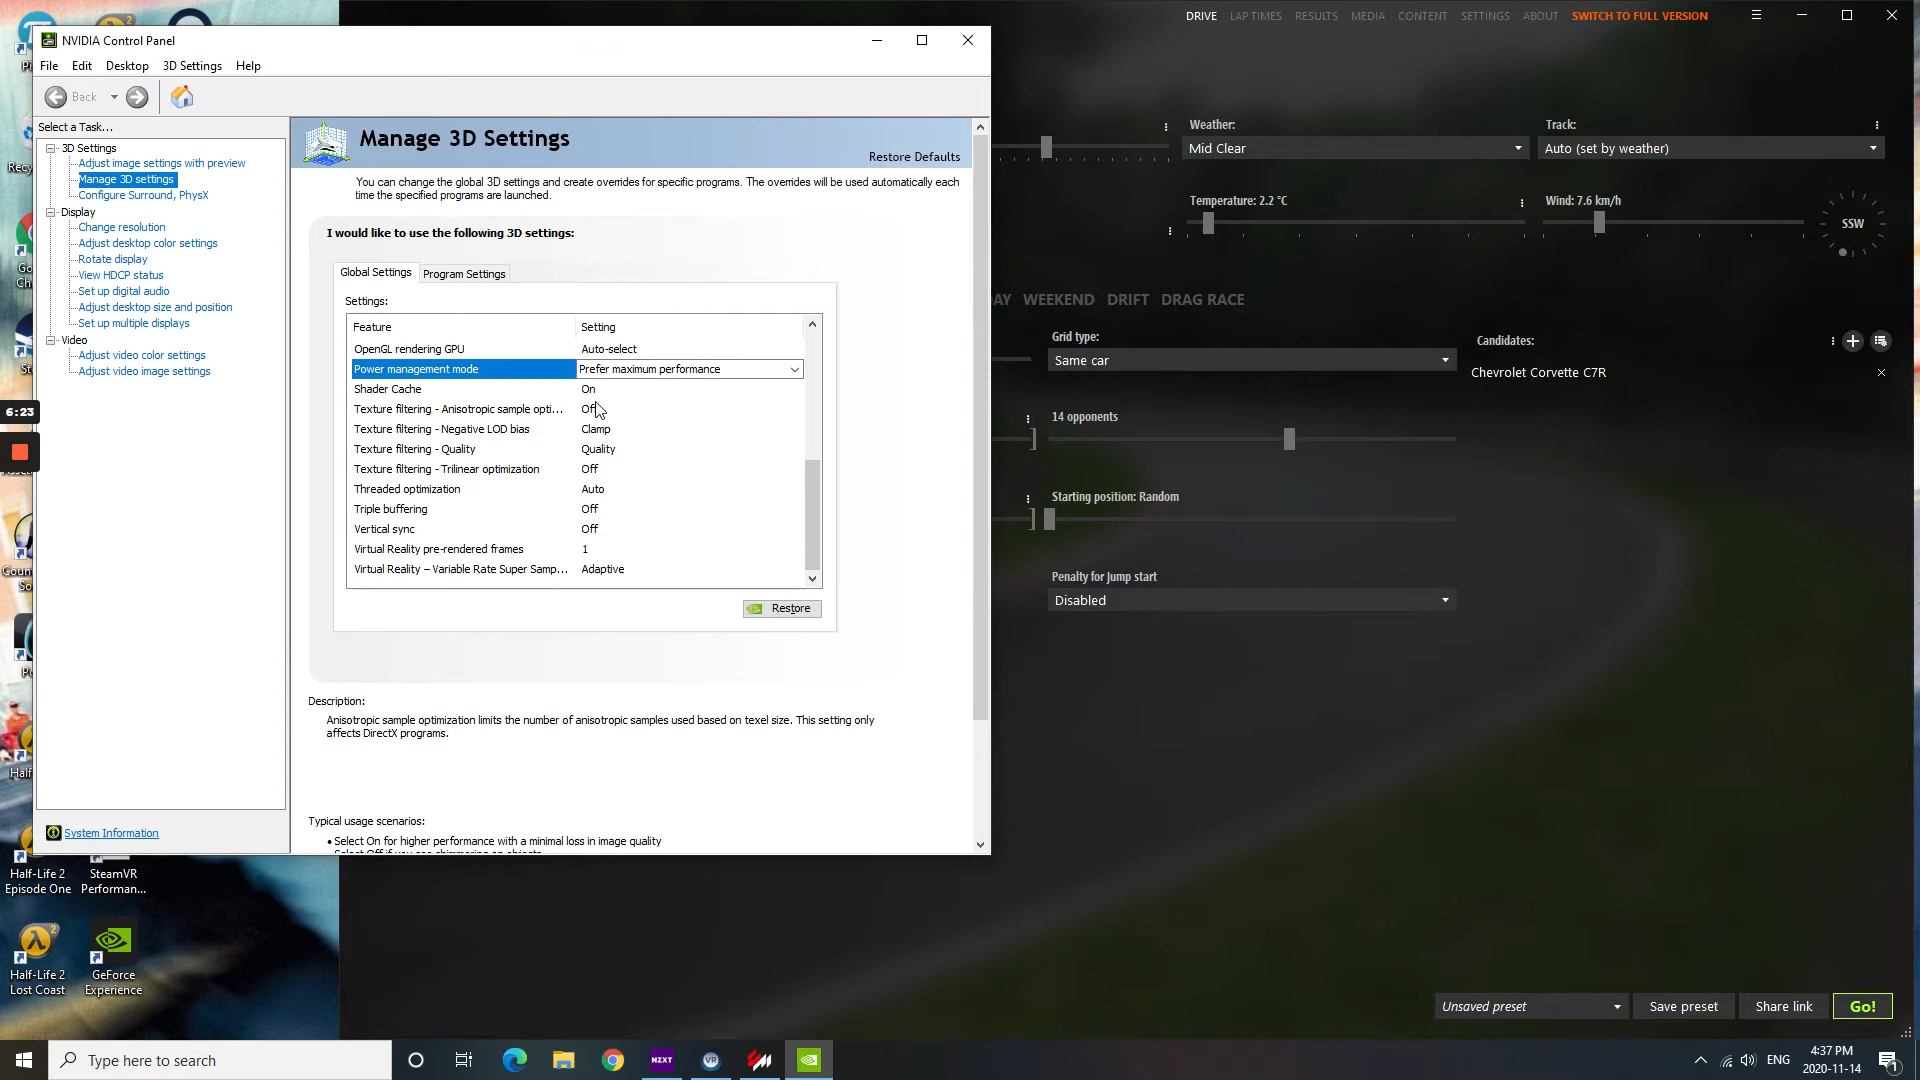 NVIDIA Control Panel
File Edit Desktop 3D Settings Help
Back
Select a Task...
3D Settings
Adjust image settings with preview
Manage 3D settings
Configure Surround, PhysX
Display
Change resolution
Adjust desktop color settings
Rotate display
View HDCP status
Set up digital audio
Adjust desktop size and position
Set up multiple displays
Video
Adjust video color settings
Adjust video image settings
System Information
Manage 3D Settings
Restore Defaults
You can change the global 3D settings and create overrides for specific programs. The overrides will be used automatically each
time the specified programs are launched.
I would like to use the following 3D settings:
Global Settings Program Settings
Settings:
Feature Setting
OpenGL rendering GPU Auto-select
Power management mode Prefer maximum performance
Shader Cache On
Texture filtering - Anisotropic sample opti... Off
Texture filtering - Negative LOD bias Clamp
Texture filtering - Quality Quality
Texture filtering - Trilinear optimization Off
Threaded optimization Auto
Triple buffering Off
Vertical sync Off
Virtual Reality pre-rendered frames 1
Virtual Reality – Variable Rate Super Samp... Adaptive
Restore
Description:
Anisotropic sample optimization limits the number of anisotropic samples used based on texel size. This setting only
affects DirectX programs.
Typical usage scenarios:
• Select On for higher performance with a minimal loss in image quality
DRIVE LAP TIMES RESULTS MEDIA CONTENT SETTINGS ABOUT SWITCH TO FULL VERSION
Weather:
Mid Clear
Track:
Auto (set by weather)
Temperature: 2.2 °C
Wind: 7.6 km/h
SSW
AY WEEKEND DRIFT DRAG RACE
Grid type:
Same car
Candidates:
Chevrolet Corvette C7R
14 opponents
Starting position: Random
Penalty for jump start
Disabled
Unsaved preset
Save preset
Share link
Go!
6:23
Half-Life 2
Episode One
SteamVR
Performan...
Half-Life 2
Lost Coast
GeForce
Experience
Type here to search
NZXT
VR
ENG
4:37 PM
2020-11-14
1